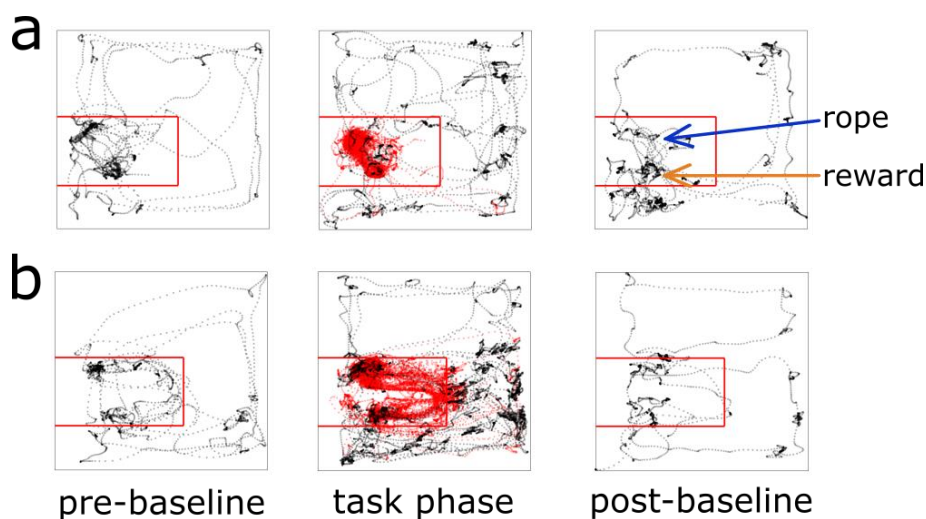 a
rope
reward
b
pre-baseline
task phase
post-baseline